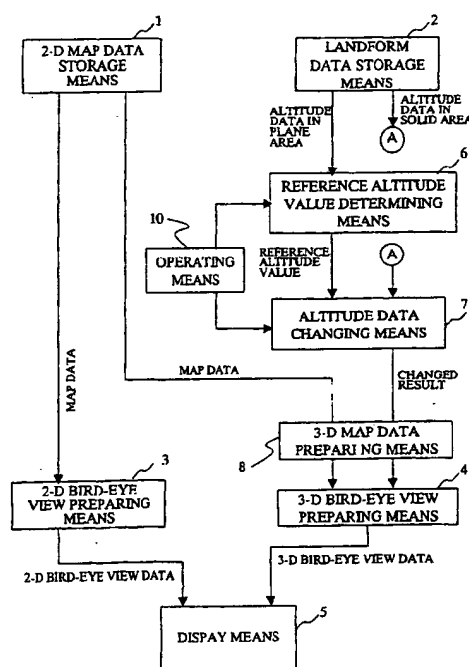 1
2
2-D MAP DATA
STORAGE
MEANS
LANDFORM
DATA STORAGE
MEANS
ALTITUDE
DATA IN
PLANE
AREA
ALTITUDE
DATA IN
SOLID AREA
A
6
REFERENCE ALTITUDE
VALUE DETERMINING
MEANS
10
OPERATING
MEANS
REFERENCE
ALTITUDE
VALUE
A
7
ALTITUDE DATA
CHANGING MEANS
MAP DATA
MAP DATA
CHANGED
RESULT
3-D MAP DATA
PREPARING MEANS
8
3
4
2-D BIRD-EYE
VIEW PREPARING
MEANS
3-D BIRD-EYE VIEW
PREPARING MEANS
2-D BIRD-EYE VIEW DATA
3-D BIRD-EYE VIEW DATA
5
DISPAY MEANS